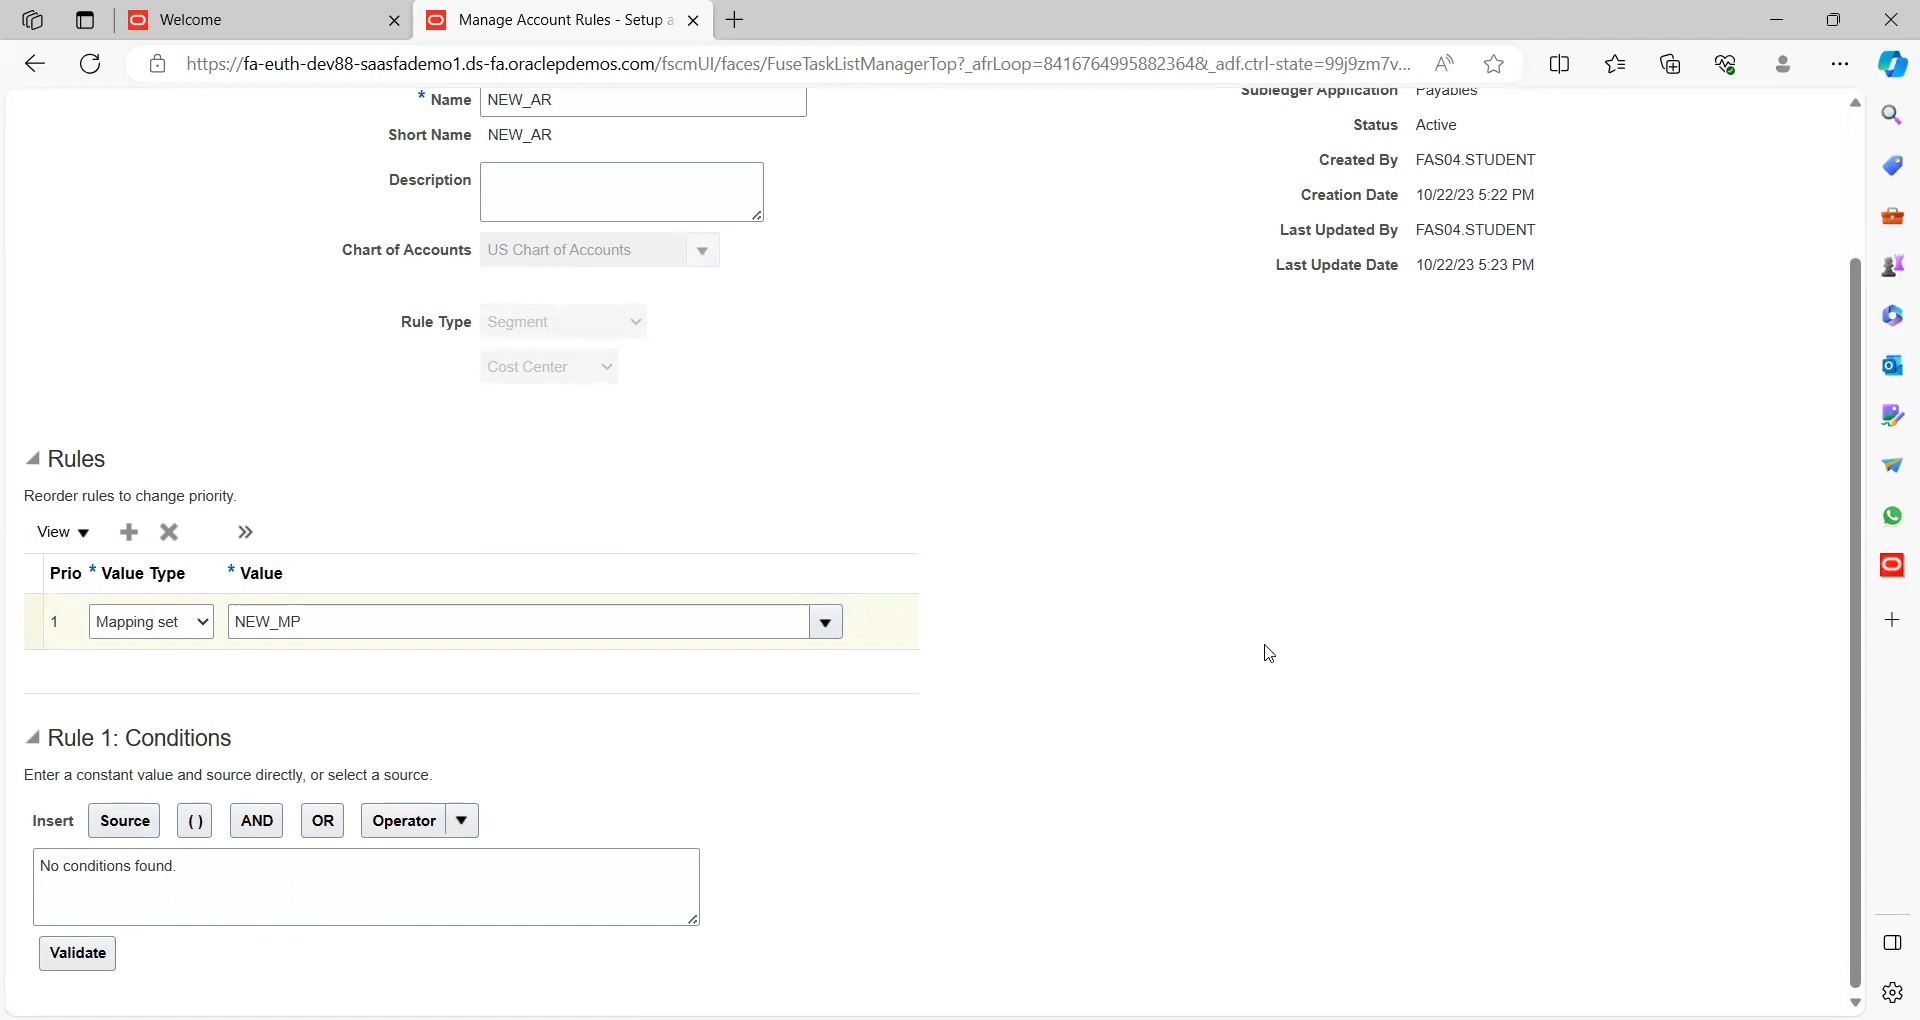 Welcome
Manage Account Rules - Setup a
https://fa-euth-dev88-saasfademo1.ds-fa.oraclepdemos.com/fscmUI/faces/FuseTaskListManagerTop?_afrLoop=84167649958823648&_adf.ctrl-state=99j9zm7v...
* Name NEW_AR
Short Name NEW_AR
Description
Chart of Accounts US Chart of Accounts
Rule Type Segment
Cost Center
Subledger Application Payables
Status Active
Created By FAS04.STUDENT
Creation Date 10/22/23 5:22 PM
Last Updated By FAS04.STUDENT
Last Update Date 10/22/23 5:23 PM
Rules
Reorder rules to change priority.
View
Prio * Value Type * Value
1 Mapping set NEW_MP
Rule 1: Conditions
Enter a constant value and source directly, or select a source.
Insert Source ( ) AND OR Operator
No conditions found.
Validate